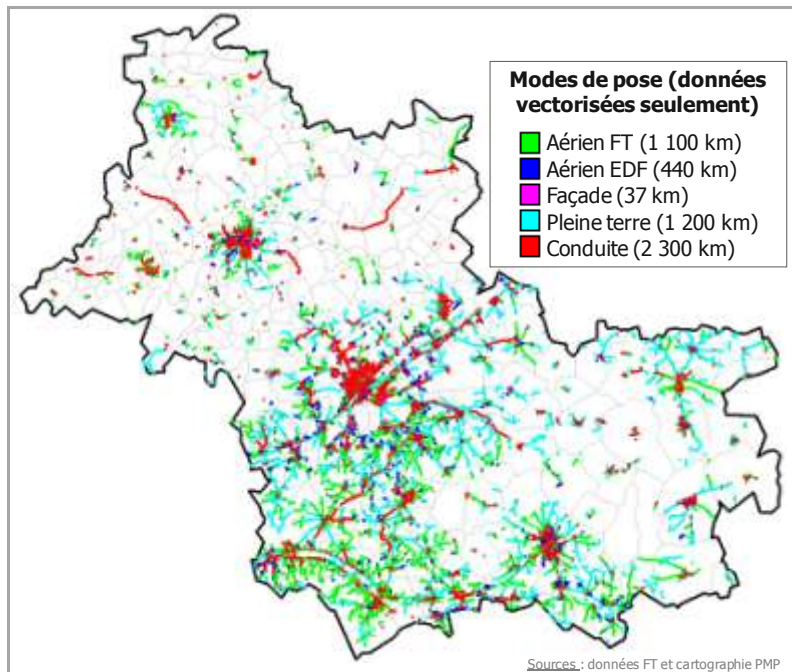 Modes de pose (données
vectorisées seulement)
Aérien FT (1 100 km)
Aérien EDF (440 km)
Façade (37 km)
Pleine terre (1 200 km)
Conduite (2 300 km)
Sources : données FT et cartographie PMP